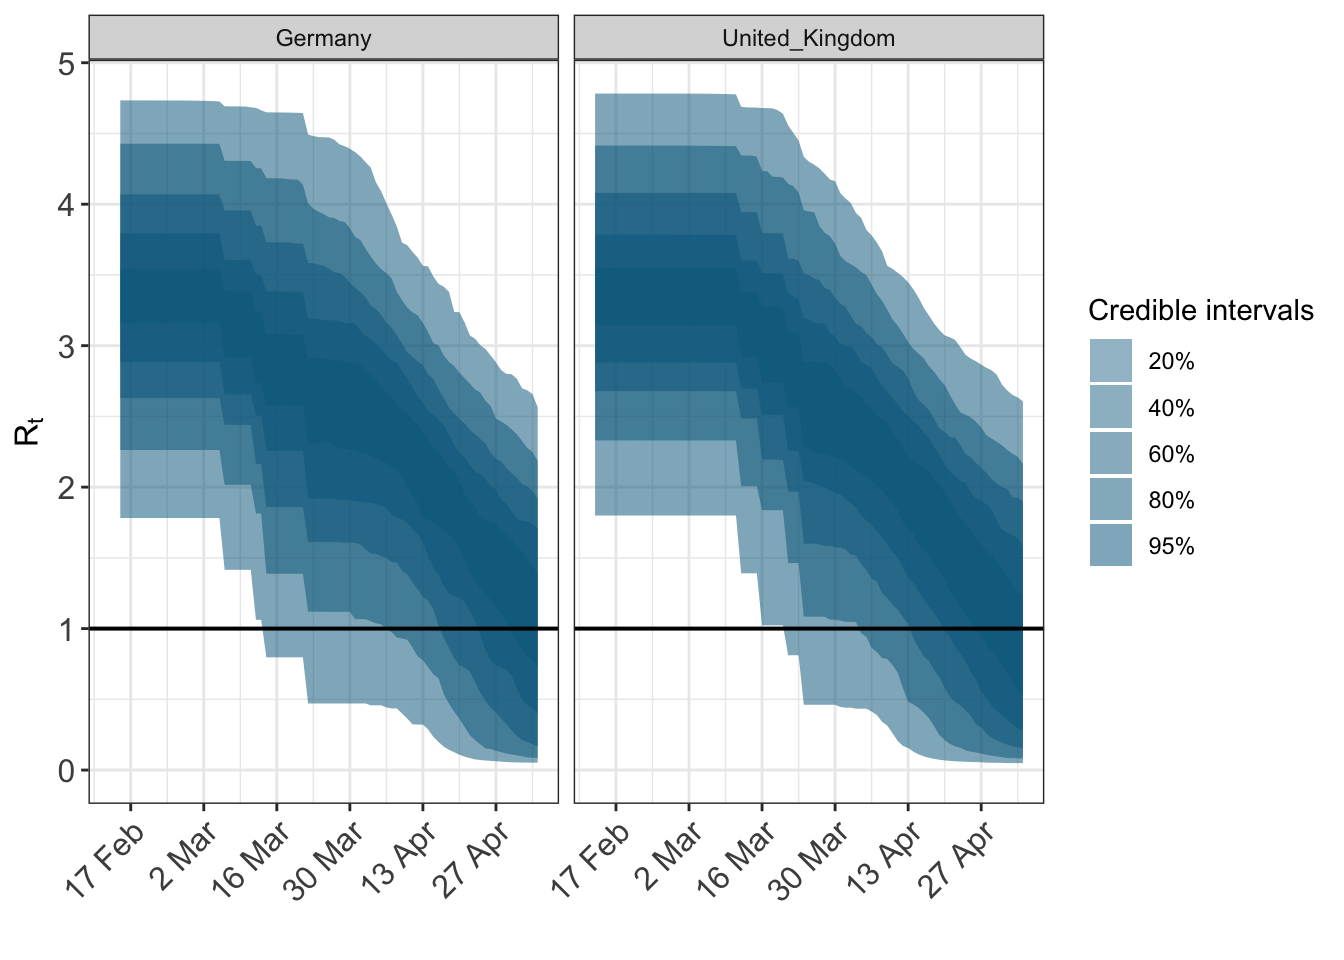 Germany
United_Kingdom
5
4
3
2
1
0
Rt
17 Feb
2 Mar
16 Mar
30 Mar
13 Apr
27 Apr
17 Feb
2 Mar
16 Mar
30 Mar
13 Apr
27 Apr
Credible intervals
20%
40%
60%
80%
95%